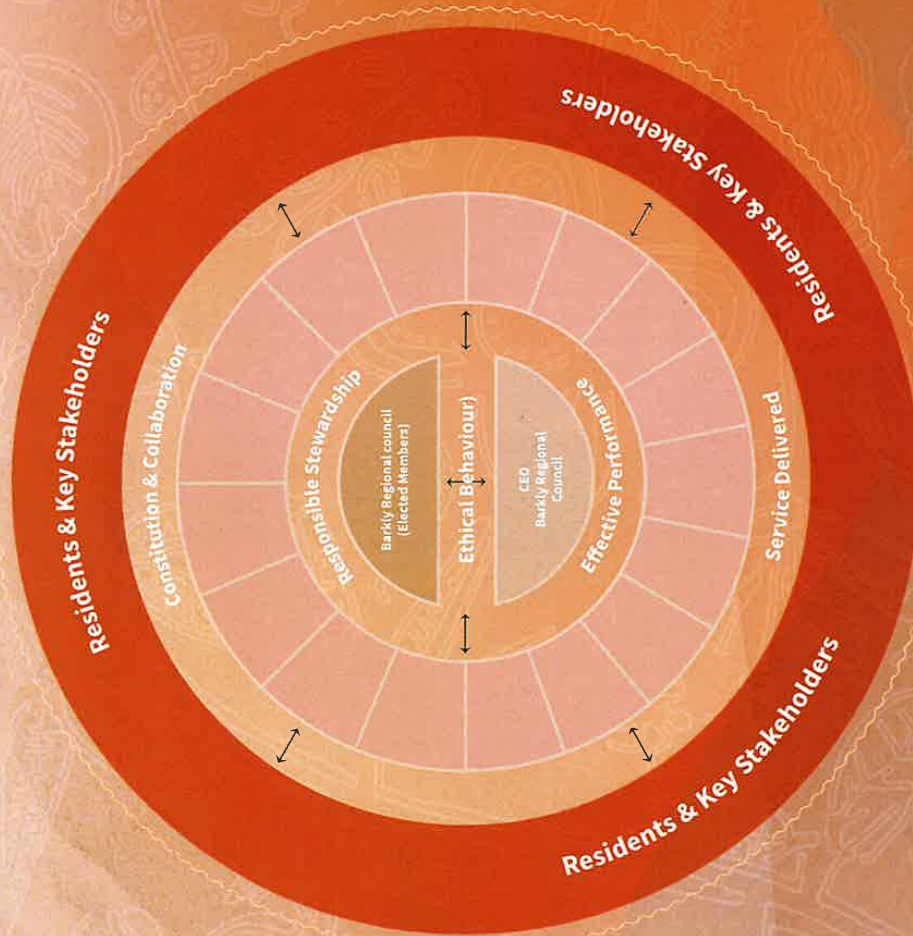 Residents & Key Stakeholders
Constitution & Collaboration
Responsible Stewardship
Barkly Regional council
(Elected Members)
Ethical Behaviour)
CEO
Barkly Regional
Council
Effective Performance
Service Delivered
Residents & Key Stakeholders
Residents & Key Stakeholders